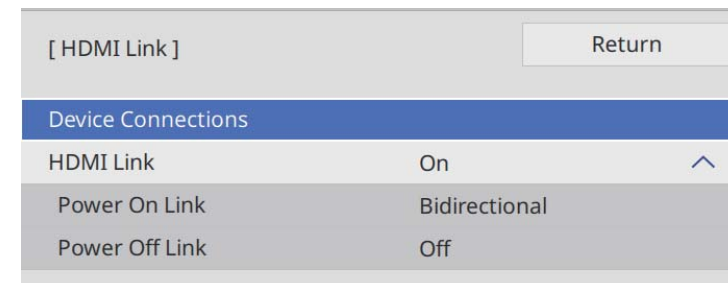 [ HDMI Link ] Return
Device Connections
HDMI Link On
Power On Link Bidirectional
Power Off Link Off